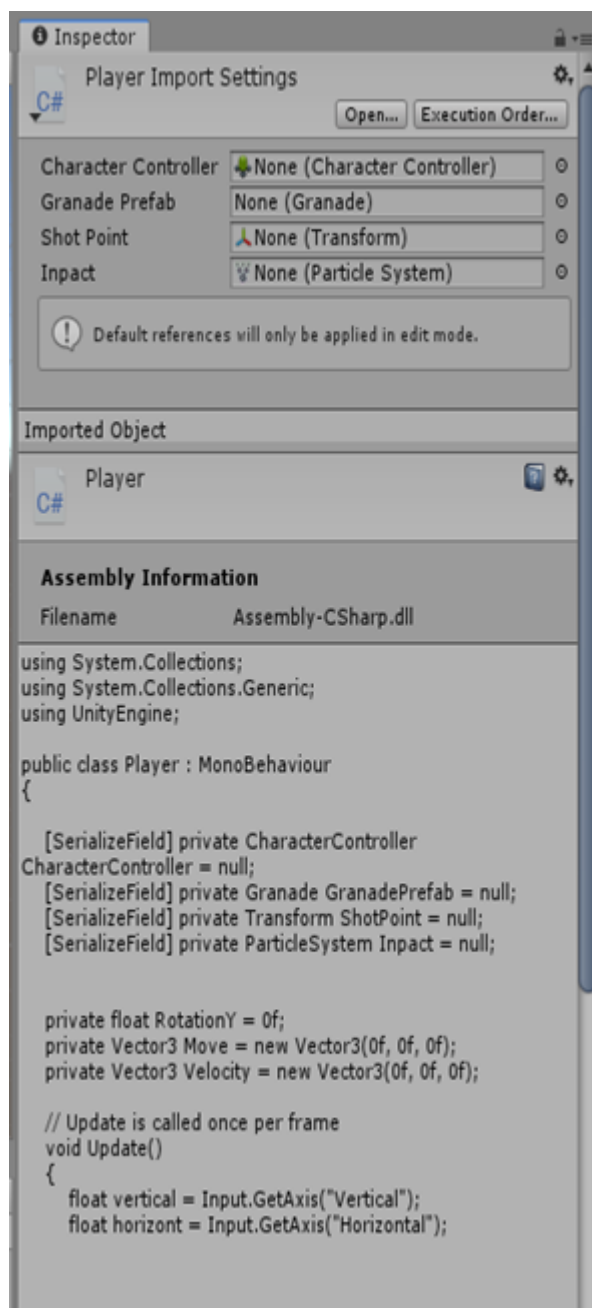 Inspector
Player Import Settings
C#
Open... Execution Order...
Character Controller None (Character Controller)
Granade Prefab None (Granade)
Shot Point None (Transform)
Inpact None (Particle System)
Default references will only be applied in edit mode.
Imported Object
Player
C#
Assembly Information
Filename Assembly-CSharp.dll
using System.Collections;
using System.Collections.Generic;
using UnityEngine;
public class Player : MonoBehaviour
{
[SerializeField] private CharacterController
CharacterController = null;
[SerializeField] private Granade GranadePrefab = null;
[SerializeField] private Transform ShotPoint = null;
[SerializeField] private ParticleSystem Inpact = null;
private float RotationY = 0f;
private Vector3 Move = new Vector3(0f, 0f, 0f);
private Vector3 Velocity = new Vector3(0f, 0f, 0f);
// Update is called once per frame
void Update()
{
float vertical = Input.GetAxis("Vertical");
float horizont = Input.GetAxis("Horizontal");